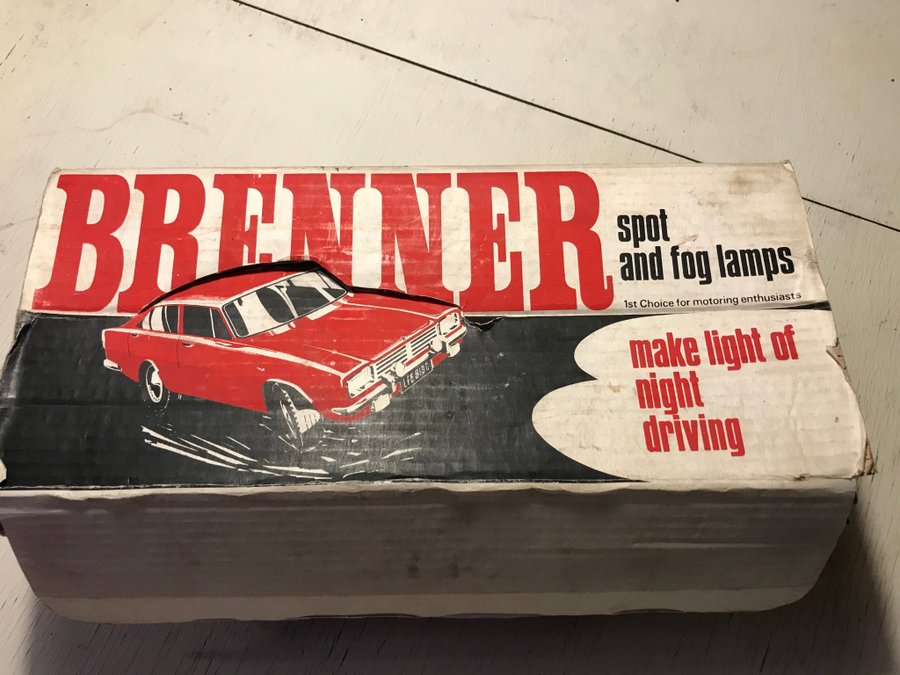 BRENNER
spot
and fog lamps
1st Choice for motoring enthusiasts
make light of
night
driving